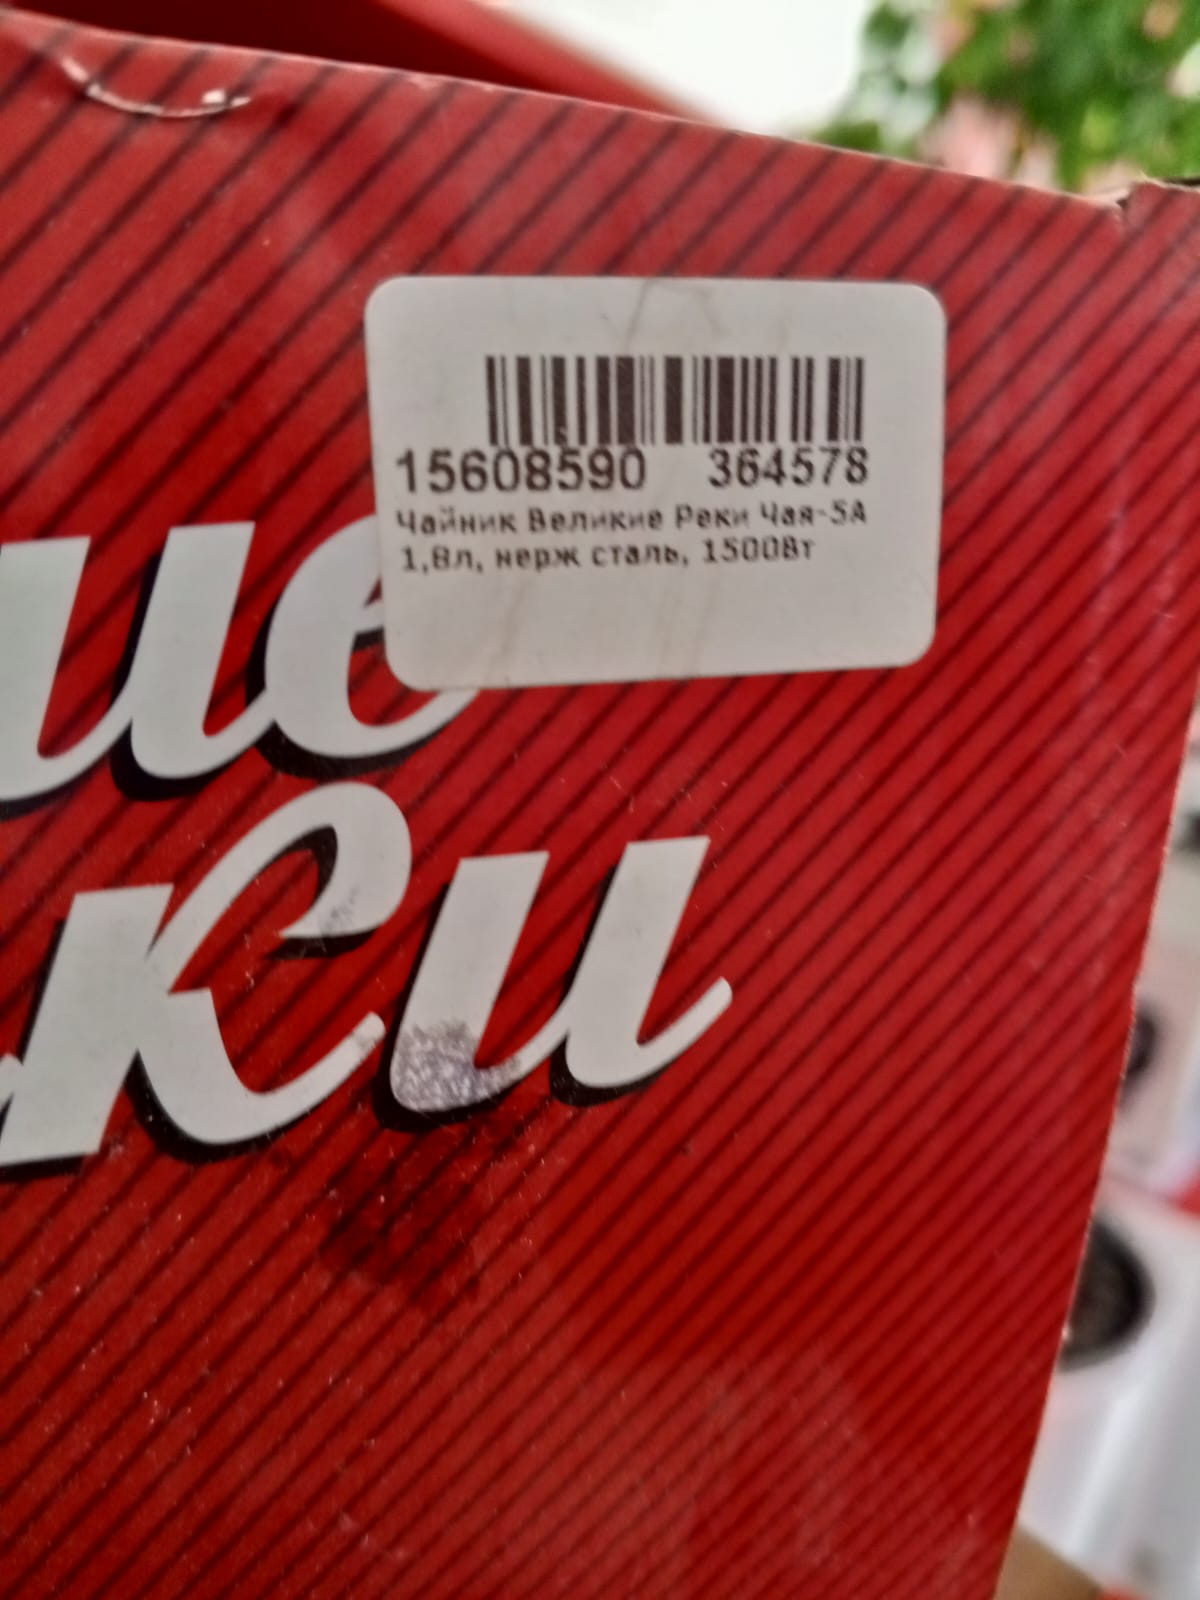 15608590 364578
Чайник Великие Реки Чая-5А
1,8л, нерж сталь, 1500Вт
ие
ки